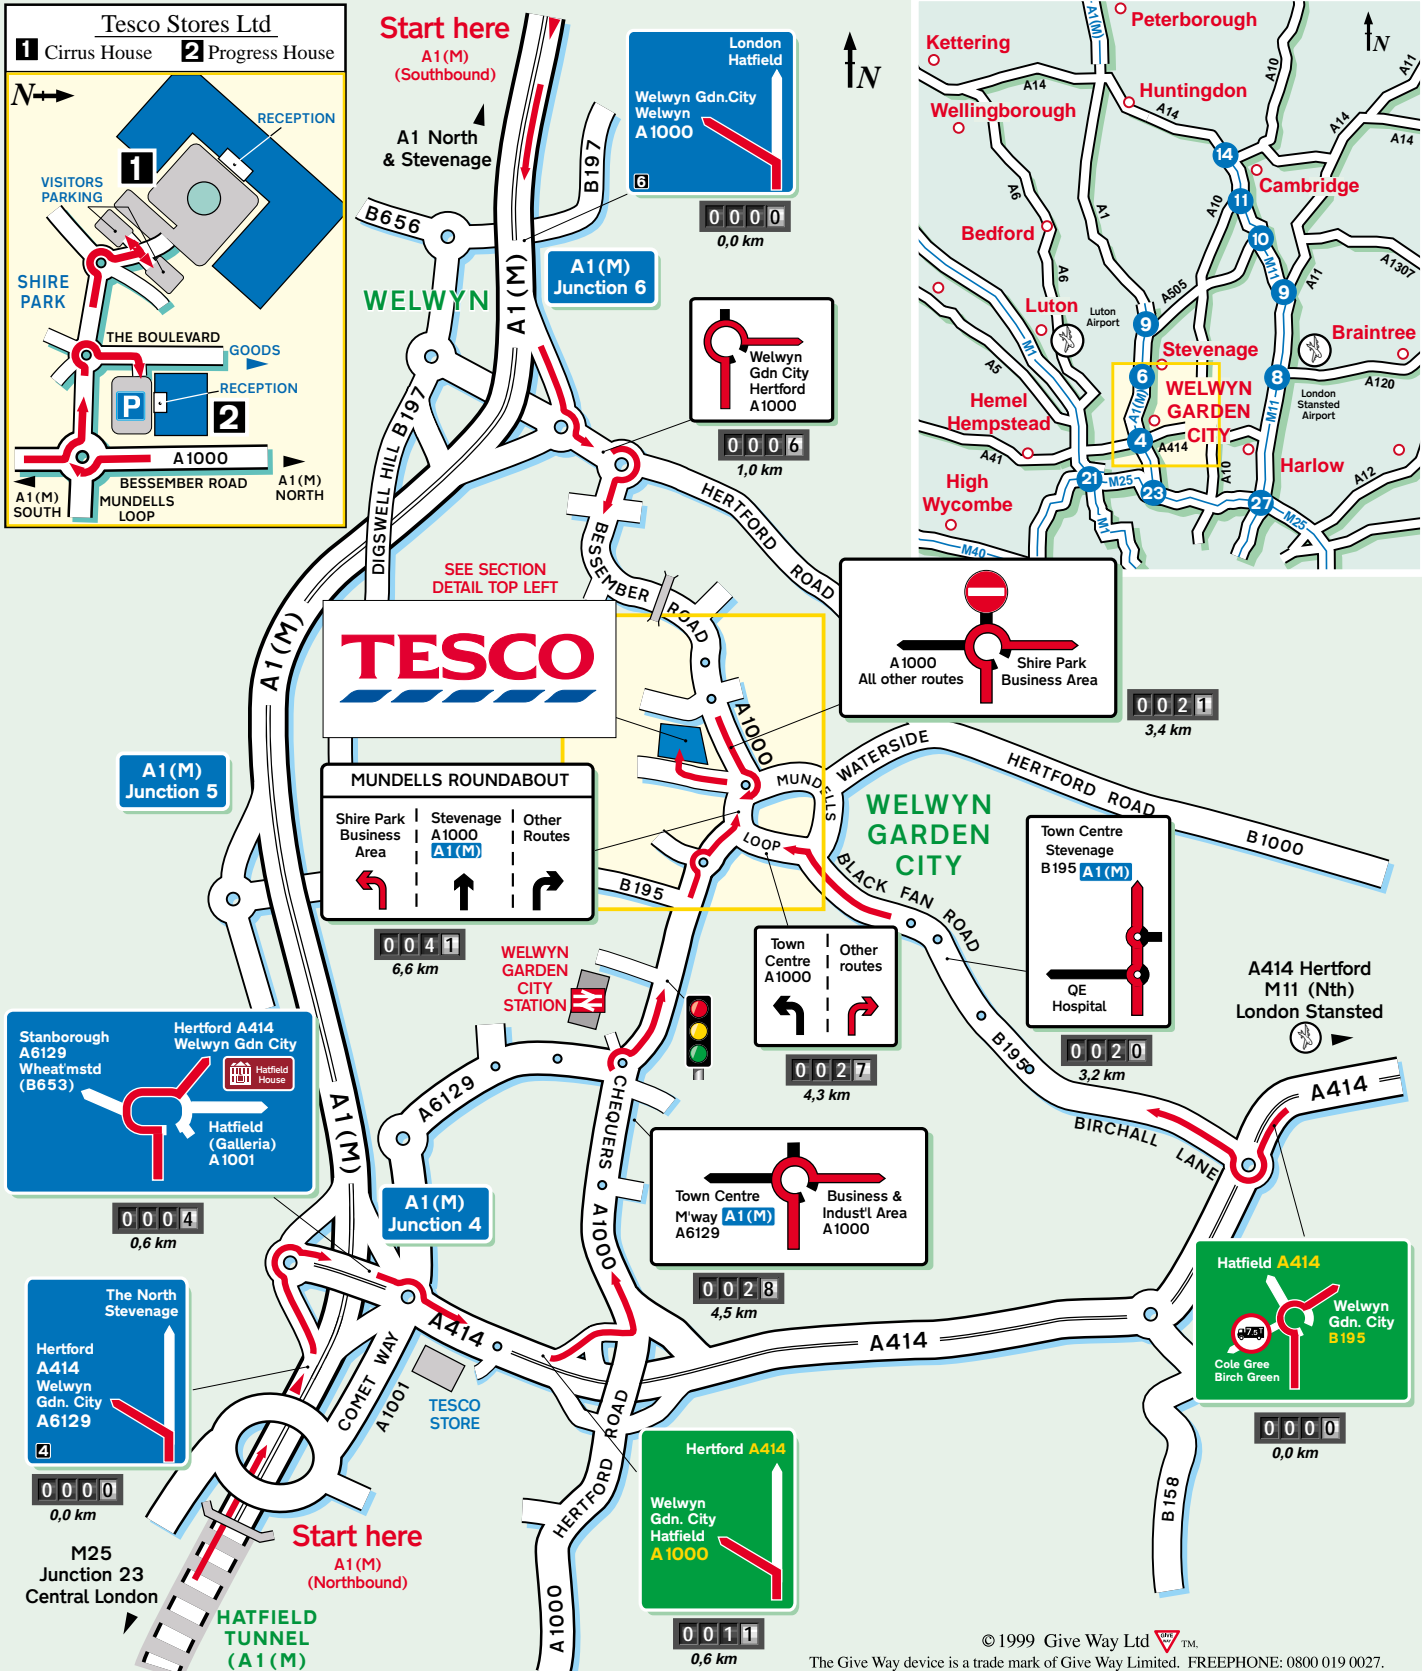 Tesco Stores Ltd
1 Cirrus House 2 Progress House
N
RECEPTION
1
VISITORS
PARKING
SHIRE
PARK
THE BOULEVARD
GOODS
RECEPTION
P
2
A1000
BESSEMBER ROAD
A1(M)
SOUTH
MUNDELLS
LOOP
A1(M)
NORTH
Start here
A1(M)
(Southbound)
A1 North
& Stevenage
B656
B197
WELWYN
A1(M)
London
Hatfield
Welwyn Gdn.City
Welwyn
A1000
6
0000
0,0 km
N
A1(M)
Junction 6
Welwyn
Gdn City
Hertford
A1000
0006
1,0 km
Peterborough
Kettering
A1(M)
N
A14
A10
A11
Wellingborough
Huntingdon
A14
A14
A14
14
Cambridge
A6
A1
A10
11
Bedford
10
A6
M11
A1307
A11
A505
9
Luton
Luton
Airport
9
M1
Stevenage
Braintree
A5
6
8
A120
WELWYN
GARDEN
CITY
A1(M)
M11
London
Stansted
Airport
Hemel
Hempstead
4
A414
A41
A10
Harlow
A12
High
Wycombe
21
M25
23
27
M25
M1
M40
DIGSWELL HILL B197
HERTFORD ROAD
BESSEMBER ROAD
SEE SECTION
DETAIL TOP LEFT
TESCO
A1(M)
A1000
All other routes
Shire Park
Business Area
0021
3,4 km
A1000
A1(M)
Junction 5
MUNDELLS ROUNDABOUT
Shire Park
Business
Area
Stevenage
A1000
A1(M)
Other
Routes
0041
6,6 km
MUNDELLS
LOOP
WATERSIDE
HERTFORD ROAD
B1000
WELWYN
GARDEN
CITY
B195
BLACK FAN ROAD
Town Centre
Stevenage
B195 A1(M)
QE
Hospital
0020
3,2 km
Town
Centre
A1000
Other
routes
0027
4,3 km
WELWYN
GARDEN
CITY
STATION
A414 Hertford
M11 (Nth)
London Stansted
B195
A414
BIRCHALL LANE
Stanborough
A6129
Wheat'mstd
(B653)
Hertford A414
Welwyn Gdn City
Hatfield
House
Hatfield
(Galleria)
A1001
0004
0,6 km
A1(M)
A6129
CHEQUERS
A1000
A1(M)
Junction 4
Town Centre
M'way A1(M)
A6129
Business &
Indust'l Area
A1000
0028
4,5 km
The North
Stevenage
Hertford
A414
Welwyn
Gdn. City
A6129
4
0000
0,0 km
A414
A414
COMET WAY
A1001
TESCO
STORE
HERTFORD ROAD
A1000
Hatfield A414
Welwyn
Gdn. City
B195
7.5T
Cole Gree
Birch Green
0000
0,0 km
B158
Hertford A414
Welwyn
Gdn. City
Hatfield
A1000
0011
0,6 km
Start here
A1(M)
(Northbound)
M25
Junction 23
Central London
HATFIELD
TUNNEL
(A1(M)
© 1999 Give Way Ltd GIVE WAY TM.
The Give Way device is a trade mark of Give Way Limited. FREEPHONE: 0800 019 0027.